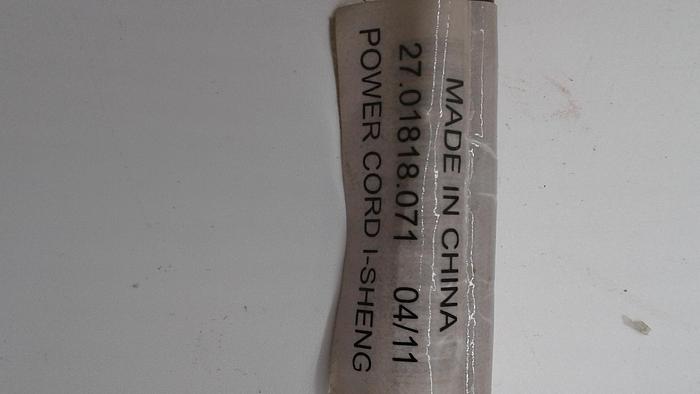 MADE IN CHINA
27.01818.071 04/11
POWER CORD I-SHENG